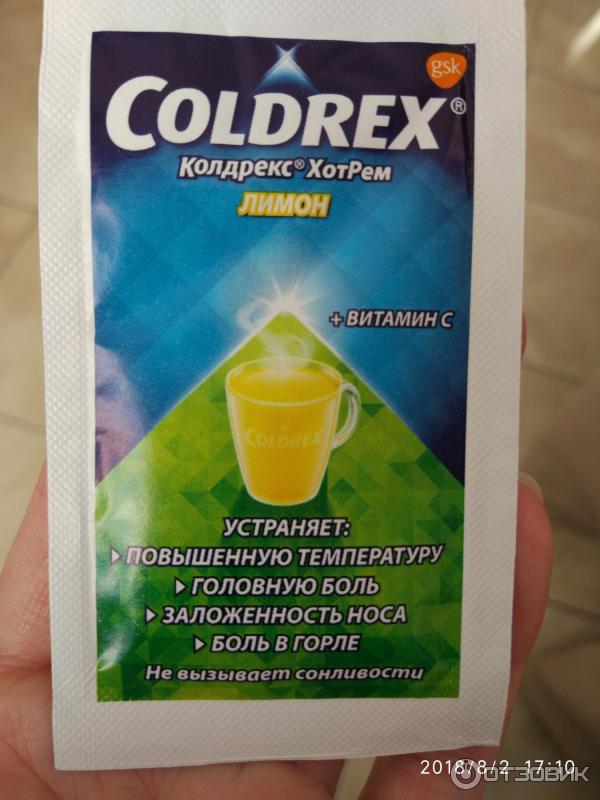 gsk
COLDREX®
Колдрекс® ХотРем
ЛИМОН
+ ВИТАМИН С
COLDREX
УСТРАНЯЕТ:
ПОВЫШЕННУЮ ТЕМПЕРАТУРУ
ГОЛОВНУЮ БОЛЬ
ЗАЛОЖЕННОСТЬ НОСА
БОЛЬ В ГОРЛЕ
Не вызывает сонливости
2018/8/2 17:10
ОТЗОВИК